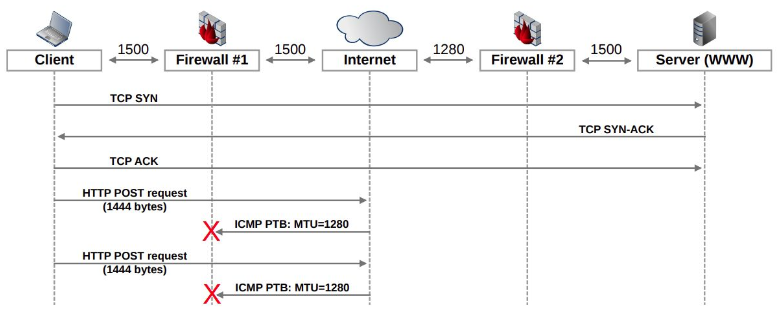 1500 1500 1280 1500
Client Firewall #1 Internet Firewall #2 Server (WWW)
TCP SYN
TCP SYN-ACK
TCP ACK
HTTP POST request
(1444 bytes)
X ICMP PTB: MTU=1280
HTTP POST request
(1444 bytes)
X ICMP PTB: MTU=1280